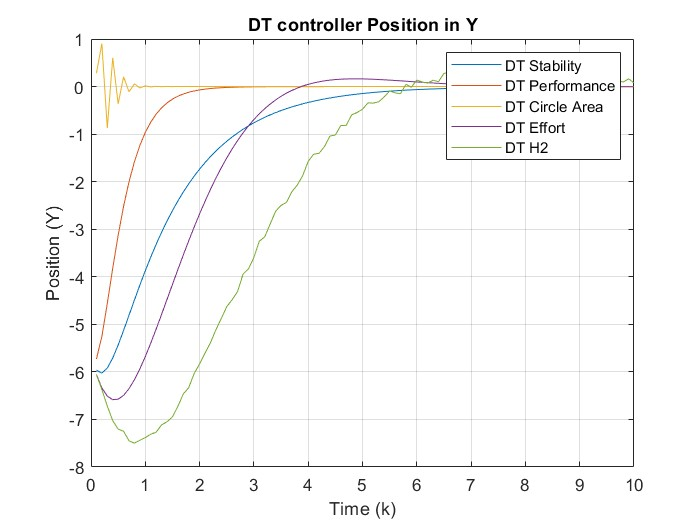 DT controller Position in Y
Position (Y)
1
0
-1
-2
-3
-4
-5
-6
-7
-8
DT Stability
DT Performance
DT Circle Area
DT Effort
DT H2
0 1 2 3 4 5 6 7 8 9 10
Time (k)